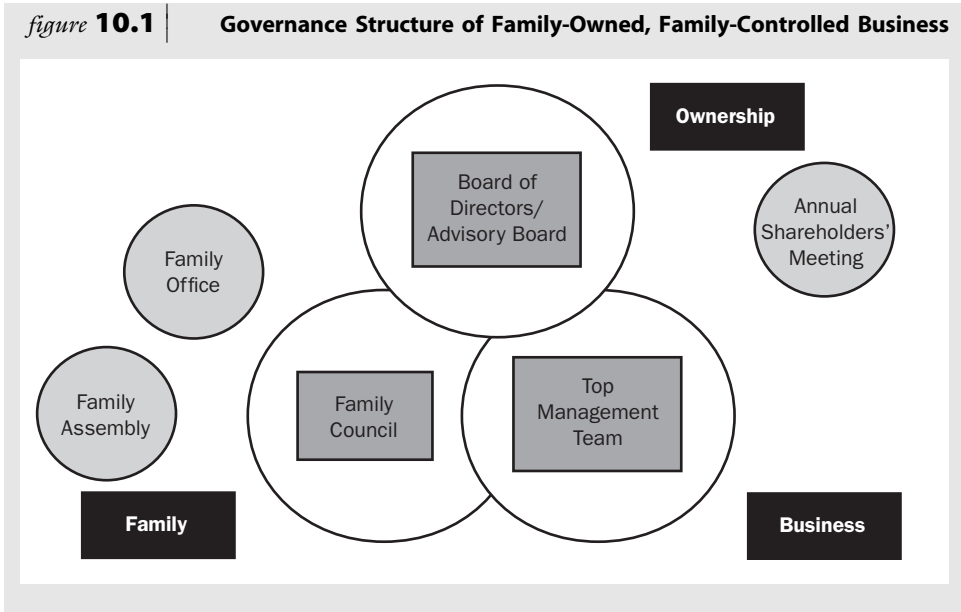 figure 10.1 Governance Structure of Family-Owned, Family-Controlled Business
Ownership
Board of
Directors/
Advisory Board
Annual
Shareholders'
Meeting
Family
Office
Family
Assembly
Family
Council
Top
Management
Team
Family
Business